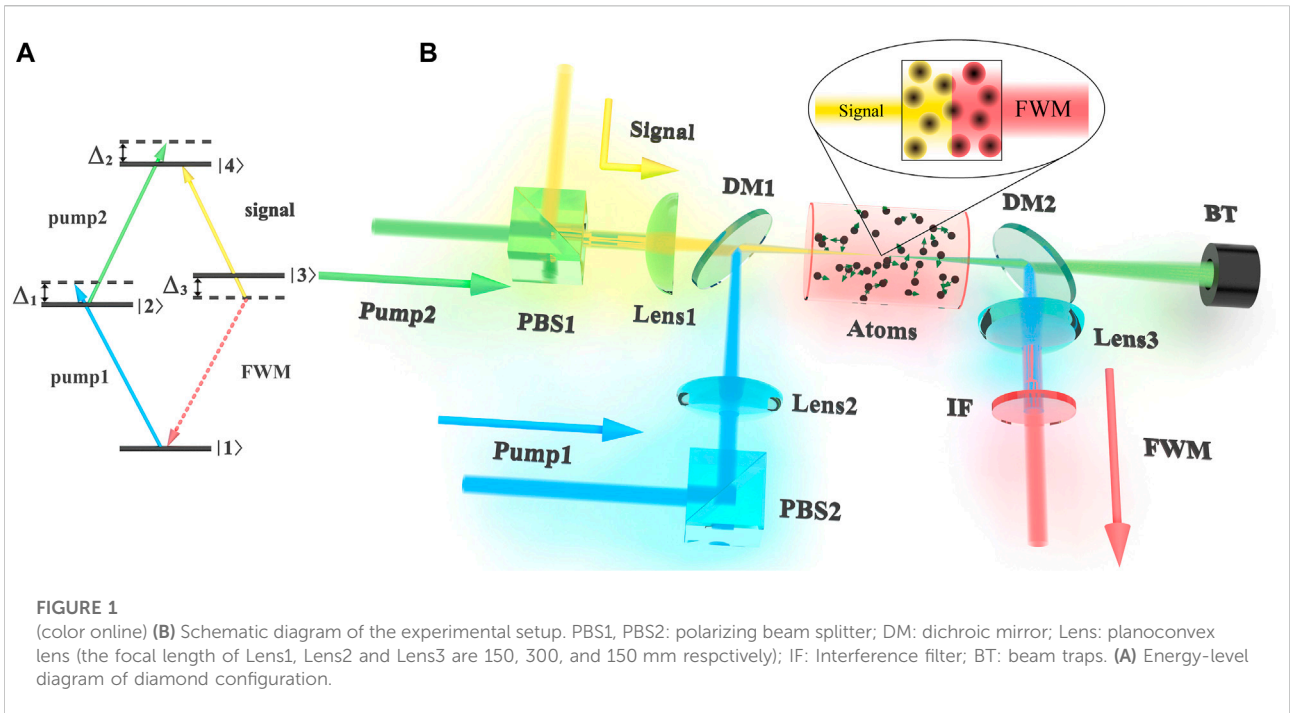 A
B
Δ₂
|4⟩
pump2
signal
|3⟩
Δ₁
|2⟩
Δ₃
pump1
FWM
|1⟩
Signal
FWM
Signal
DM1
DM2
BT
Pump2
PBS1
Lens1
Atoms
Lens3
Lens2
IF
Pump1
FWM
PBS2
FIGURE 1
(color online) (B) Schematic diagram of the experimental setup. PBS1, PBS2: polarizing beam splitter; DM: dichroic mirror; Lens: planoconvex
lens (the focal length of Lens1, Lens2 and Lens3 are 150, 300, and 150 mm respctively); IF: Interference filter; BT: beam traps. (A) Energy-level
diagram of diamond configuration.